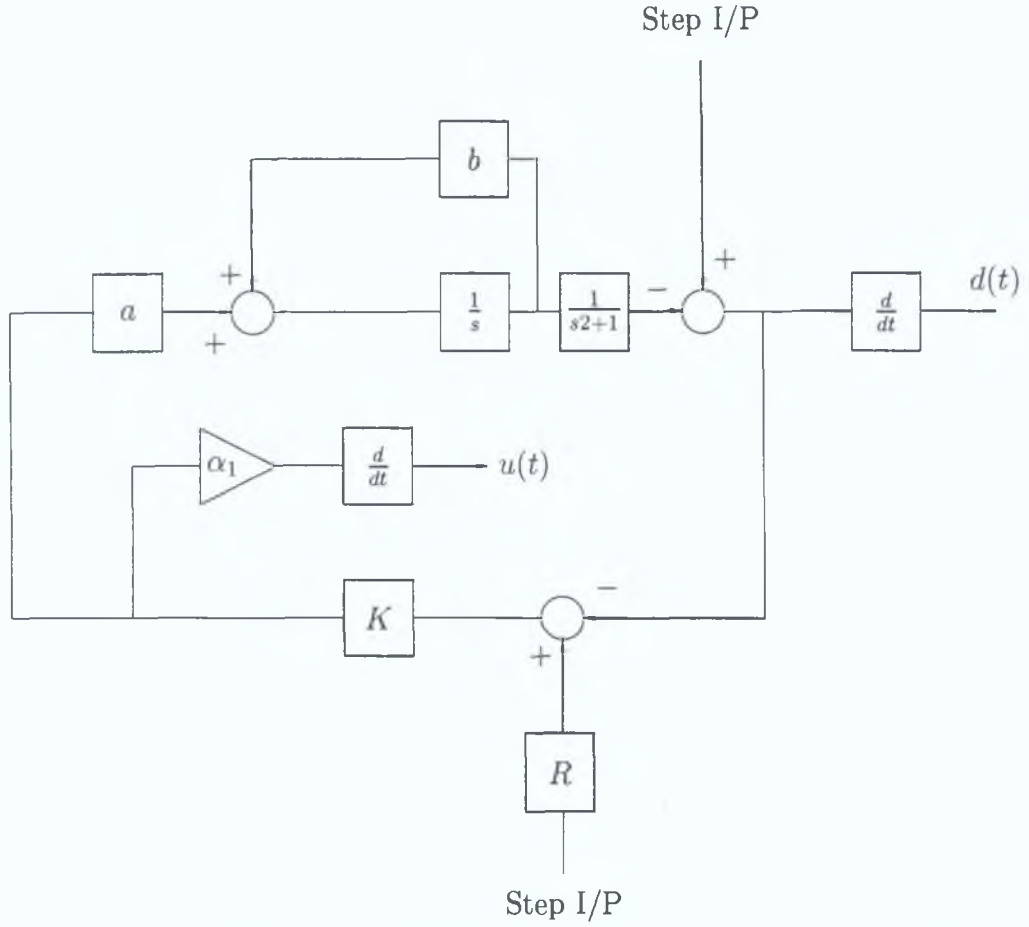 Step I/P
b
+
+
a
+
1/s
1/s2+1
−
+
d/dt
d(t)
α₁
d/dt
u(t)
K
−
+
R
Step I/P